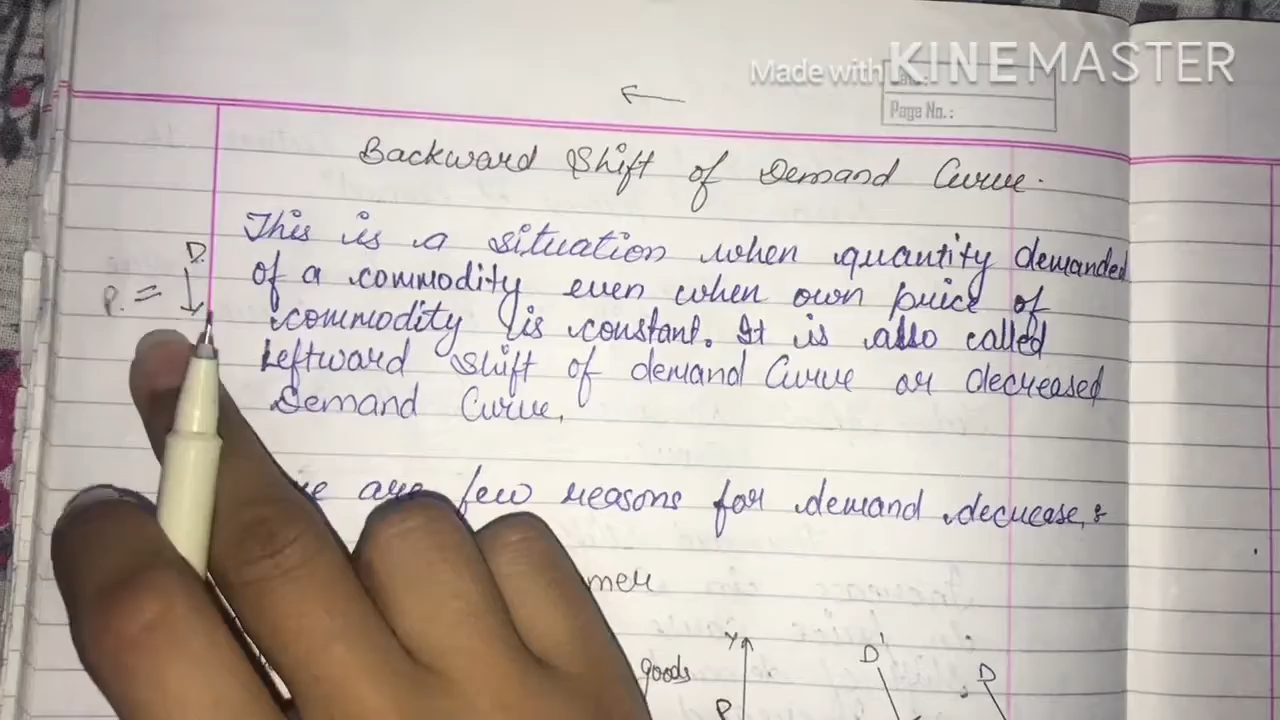 Made with KINEMASTER
Page No.:
←
Backward Shift of Demand Curve.
This is a situation when quantity demanded
of a commodity even when own price of
commodity is constant. It is also called
Leftward Shift of demand Curve or decreased
Demand Curve.
D.
P. = ↓
are few reasons for demand decrease,
mer
goods
Y
D'
D
P